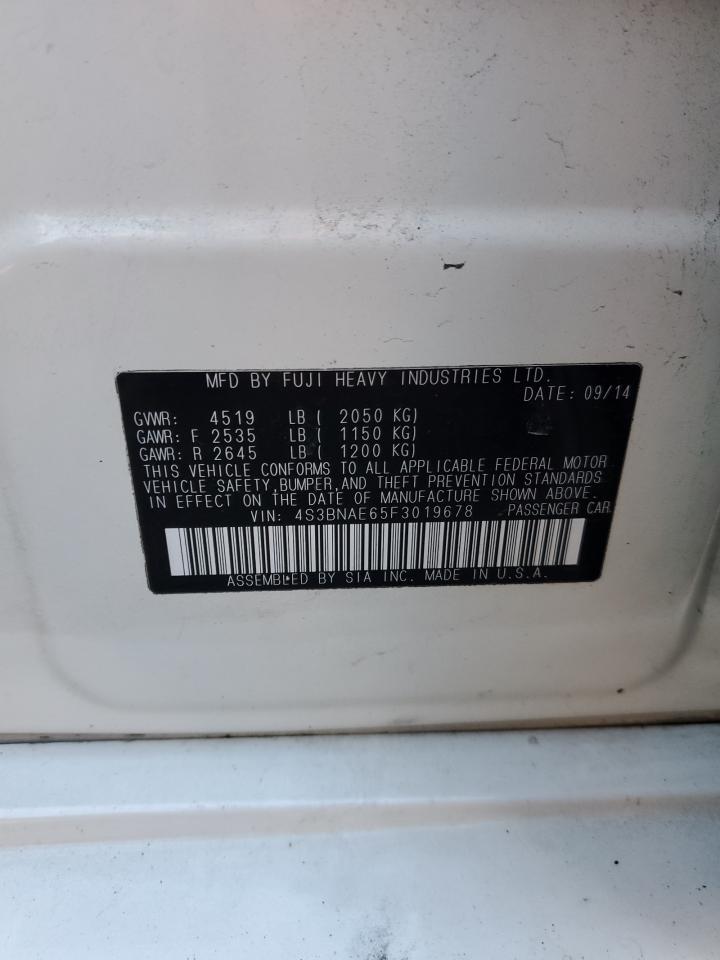 MFD BY FUJI HEAVY INDUSTRIES LTD.
DATE: 09/14
GVWR: 4519 LB ( 2050 KG)
GAWR: F 2535 LB ( 1150 KG)
GAWR: R 2645 LB ( 1200 KG)
THIS VEHICLE CONFORMS TO ALL APPLICABLE FEDERAL MOTOR
VEHICLE SAFETY,BUMPER,AND THEFT PREVENTION STANDARDS
IN EFFECT ON THE DATE OF MANUFACTURE SHOWN ABOVE.
VIN: 4S3BNAE65F3019678 PASSENGER CAR
ASSEMBLED BY SIA INC. MADE IN U.S.A.